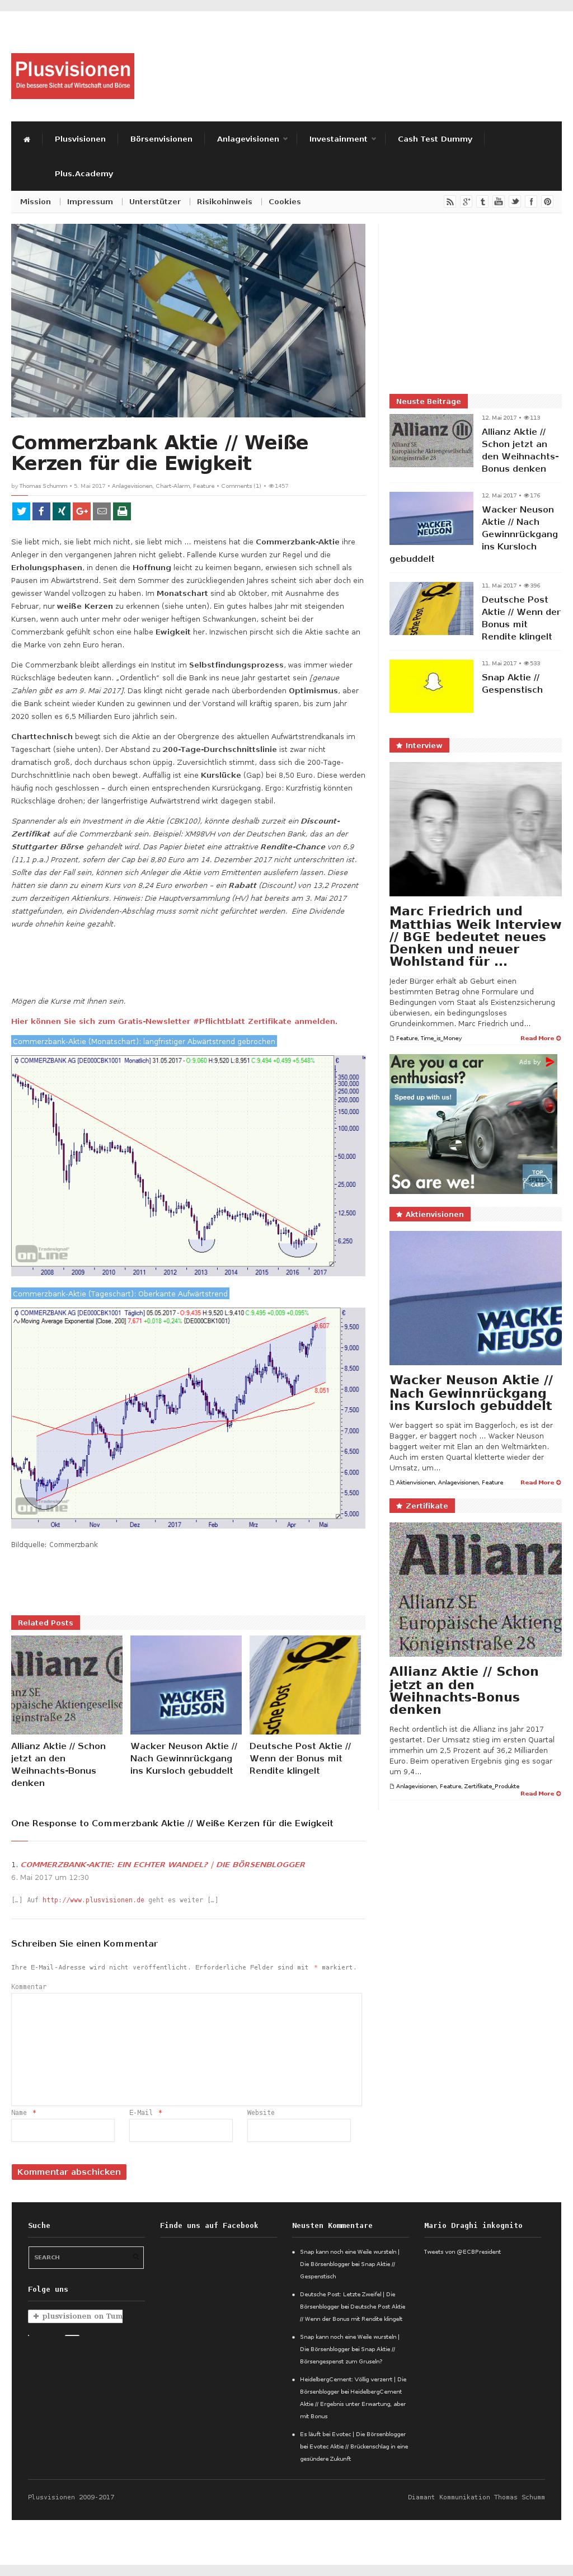 Plusvisionen
Die bessere Sicht auf Wirtschaft und Börse
Plusvisionen
Börsenvisionen
Anlagevisionen
Investainment
Cash Test Dummy
Plus.Academy
Mission
Impressum
Unterstützer
Risikohinweis
Cookies
Commerzbank Aktie // Weiße
Kerzen für die Ewigkeit
by Thomas Schumm • 5. Mai 2017 • Anlagevisionen, Chart-Alarm, Feature • Comments (1) • 1457
Sie liebt mich, sie liebt mich nicht, sie liebt mich … meistens hat die Commerzbank-Aktie ihre
Anleger in den vergangenen Jahren nicht geliebt. Fallende Kurse wurden zur Regel und die
Erholungsphasen, in denen die Hoffnung leicht zu keimen begann, erwiesen sich schnell als
Pausen im Abwärtstrend. Seit dem Sommer des zurückliegenden Jahres scheint sich aber doch ein
gewisser Wandel vollzogen zu haben. Im Monatschart sind ab Oktober, mit Ausnahme des
Februar, nur weiße Kerzen zu erkennen (siehe unten). Ein gutes halbes Jahr mit steigenden
Kursen, wenn auch unter mehr oder weniger heftigen Schwankungen, scheint bei der
Commerzbank gefühlt schon eine halbe Ewigkeit her. Inzwischen pirscht sich die Aktie sachte an
die Marke von zehn Euro heran.
Die Commerzbank bleibt allerdings ein Institut im Selbstfindungsprozess, was immer wieder
Rückschläge bedeuten kann. „Ordentlich“ soll die Bank ins neue Jahr gestartet sein [genaue
Zahlen gibt es am 9. Mai 2017]. Das klingt nicht gerade nach überbordenden Optimismus, aber
die Bank scheint wieder Kunden zu gewinnen und der Vorstand will kräftig sparen, bis zum Jahr
2020 sollen es 6,5 Milliarden Euro jährlich sein.
Charttechnisch bewegt sich die Aktie an der Obergrenze des aktuellen Aufwärtstrendkanals im
Tageschart (siehe unten). Der Abstand zu 200-Tage-Durchschnittslinie ist zwar nicht
dramatisch groß, doch durchaus schon üppig. Zuversichtlich stimmt, dass sich die 200-Tage-
Durchschnittlinie nach oben bewegt. Auffällig ist eine Kurslücke (Gap) bei 8,50 Euro. Diese werden
häufig noch geschlossen – durch einen entsprechenden Kursrückgang. Ergo: Kurzfristig könnten
Rückschläge drohen; der längerfristige Aufwärtstrend wirkt dagegen stabil.
Spannender als ein Investment in die Aktie (CBK100), könnte deshalb zurzeit ein Discount-
Zertifikat auf die Commerzbank sein. Beispiel: XM98VH von der Deutschen Bank, das an der
Stuttgarter Börse gehandelt wird. Das Papier bietet eine attraktive Rendite-Chance von 6,9
(11,1 p.a.) Prozent, sofern der Cap bei 8,80 Euro am 14. Dezember 2017 nicht unterschritten ist.
Sollte das der Fall sein, können sich Anleger die Aktie vom Emittenten ausliefern lassen. Diese
hätten sie dann zu einem Kurs von 8,24 Euro erworben – ein Rabatt (Discount) von 13,2 Prozent
zum derzeitigen Aktienkurs. Hinweis: Die Hauptversammlung (HV) hat bereits am 3. Mai 2017
stattgefunden, ein Dividenden-Abschlag muss somit nicht gefürchtet werden. Eine Dividende
wurde ohnehin keine gezahlt.
Mögen die Kurse mit Ihnen sein.
Hier können Sie sich zum Gratis-Newsletter #Pflichtblatt Zertifikate anmelden.
Commerzbank-Aktie (Monatschart): langfristiger Abwärtstrend gebrochen
COMMERZBANK AG [DE000CBK1001 Monatlich] 31.05.2017 - O:9,060 H:9,520 L:8,951 C:9,494 +0,499 +5,548% €
350,000
300,000
250,000
200,000
150,000
100,000
50,000
25,000
12,500
6,250
2008 2009 2010 2011 2012 2013 2014 2015 2016 2017
Commerzbank-Aktie (Tageschart): Oberkante Aufwärtstrend
COMMERZBANK AG [DE000CBK1001 Täglich] 05.05.2017 - O:9,435 H:9,520 L:9,410 C:9,495 +0,009 +0,095% €
Moving Average Exponential (Close, 200) 7,671 +0,018 +0,24% (DE000CBK1001)
9,607
8,051
9,500
9,000
8,500
8,000
7,500
7,000
6,500
6,000
5,500
5,000
Okt Nov Dez 2017 Feb Mrs Apr Mai
Bildquelle: Commerzbank
Related Posts
Allianz Aktie // Schon
jetzt an den
Weihnachts-Bonus
denken
Wacker Neuson Aktie //
Nach Gewinnrückgang
ins Kursloch gebuddelt
Deutsche Post Aktie //
Wenn der Bonus mit
Rendite klingelt
One Response to Commerzbank Aktie // Weiße Kerzen für die Ewigkeit
1. COMMERZBANK-AKTIE: EIN ECHTER WANDEL? | DIE BÖRSENBLOGGER
6. Mai 2017 um 12:30
[…] Auf http://www.plusvisionen.de geht es weiter […]
Schreiben Sie einen Kommentar
Ihre E-Mail-Adresse wird nicht veröffentlicht. Erforderliche Felder sind mit * markiert.
Kommentar
Name *
E-Mail *
Website
Kommentar abschicken
Neuste Beiträge
12. Mai 2017 • 113
Allianz Aktie //
Schon jetzt an
den Weihnachts-
Bonus denken
12. Mai 2017 • 176
Wacker Neuson
Aktie // Nach
Gewinnrückgang
ins Kursloch
gebuddelt
11. Mai 2017 • 396
Deutsche Post
Aktie // Wenn der
Bonus mit
Rendite klingelt
11. Mai 2017 • 533
Snap Aktie //
Gespenstisch
Interview
Marc Friedrich und
Matthias Weik Interview
// BGE bedeutet neues
Denken und neuer
Wohlstand für …
Jeder Bürger erhält ab Geburt einen
bestimmten Betrag ohne Formulare und
Bedingungen vom Staat als Existenzsicherung
überwiesen, ein bedingungsloses
Grundeinkommen. Marc Friedrich und…
Feature, Time_is_Money
Read More
Are you a car
enthusiast?
Ads by
Speed up with us!
So are we!
TOP
SPEED
CARS
Aktienvisionen
Wacker Neuson Aktie //
Nach Gewinnrückgang
ins Kursloch gebuddelt
Wer baggert so spät im Baggerloch, es ist der
Bagger, er baggert noch … Wacker Neuson
baggert weiter mit Elan an den Weltmärkten.
Auch im ersten Quartal kletterte wieder der
Umsatz, um…
Aktienvisionen, Anlagevisionen, Feature
Read More
Zertifikate
Allianz Aktie // Schon
jetzt an den
Weihnachts-Bonus
denken
Recht ordentlich ist die Allianz ins Jahr 2017
gestartet. Der Umsatz stieg im ersten Quartal
immerhin um 2,5 Prozent auf 36,2 Milliarden
Euro. Beim operativen Ergebnis ging es sogar
um 9,4…
Anlagevisionen, Feature, Zertifikate_Produkte
Read More
Suche
SEARCH
Folge uns
plusvisionen on Tum
Finde uns auf Facebook
Neusten Kommentare
Snap kann noch eine Weile wursteln |
Die Börsenblogger bei Snap Aktie //
Gespenstisch
Deutsche Post: Letzte Zweifel | Die
Börsenblogger bei Deutsche Post Aktie
// Wenn der Bonus mit Rendite klingelt
Snap kann noch eine Weile wursteln |
Die Börsenblogger bei Snap Aktie //
Börsengespenst zum Gruseln?
HeidelbergCement: Völlig verzerrt | Die
Börsenblogger bei HeidelbergCement
Aktie // Ergebnis unter Erwartung, aber
mit Bonus
Es läuft bei Evotec | Die Börsenblogger
bei Evotec Aktie // Brückenschlag in eine
gesündere Zukunft
Mario Draghi inkognito
Tweets von @ECBPresident
Plusvisionen 2009-2017
Diamant Kommunikation Thomas Schumm